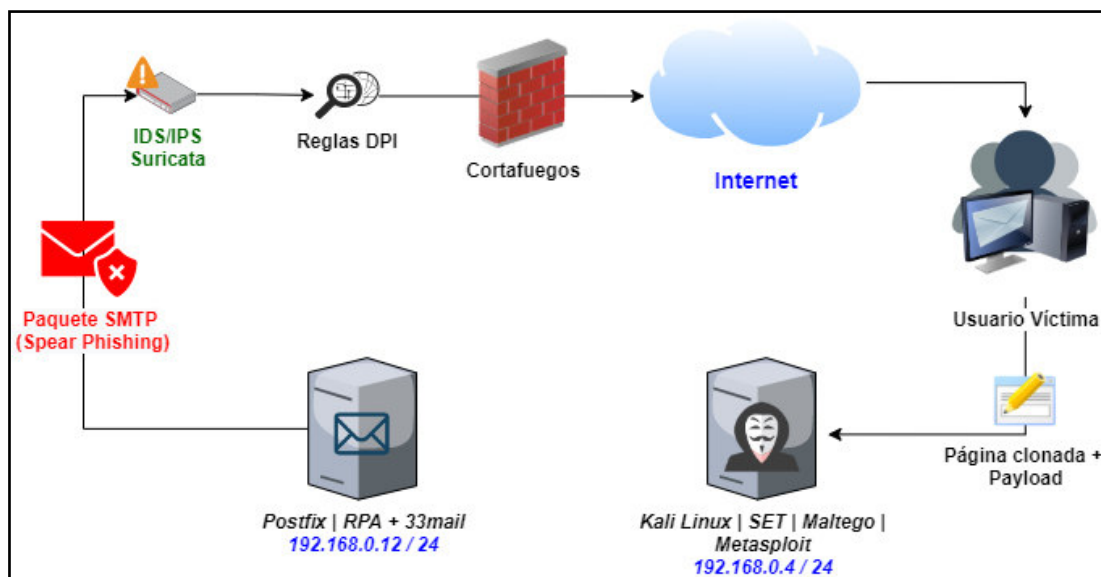 IDS/IPS
Suricata
Reglas DPI
Cortafuegos
Internet
Usuario Víctima
Paquete SMTP
(Spear Phishing)
Postfix | RPA + 33mail
192.168.0.12 / 24
Kali Linux | SET | Maltego |
Metasploit
192.168.0.4 / 24
Página clonada +
Payload